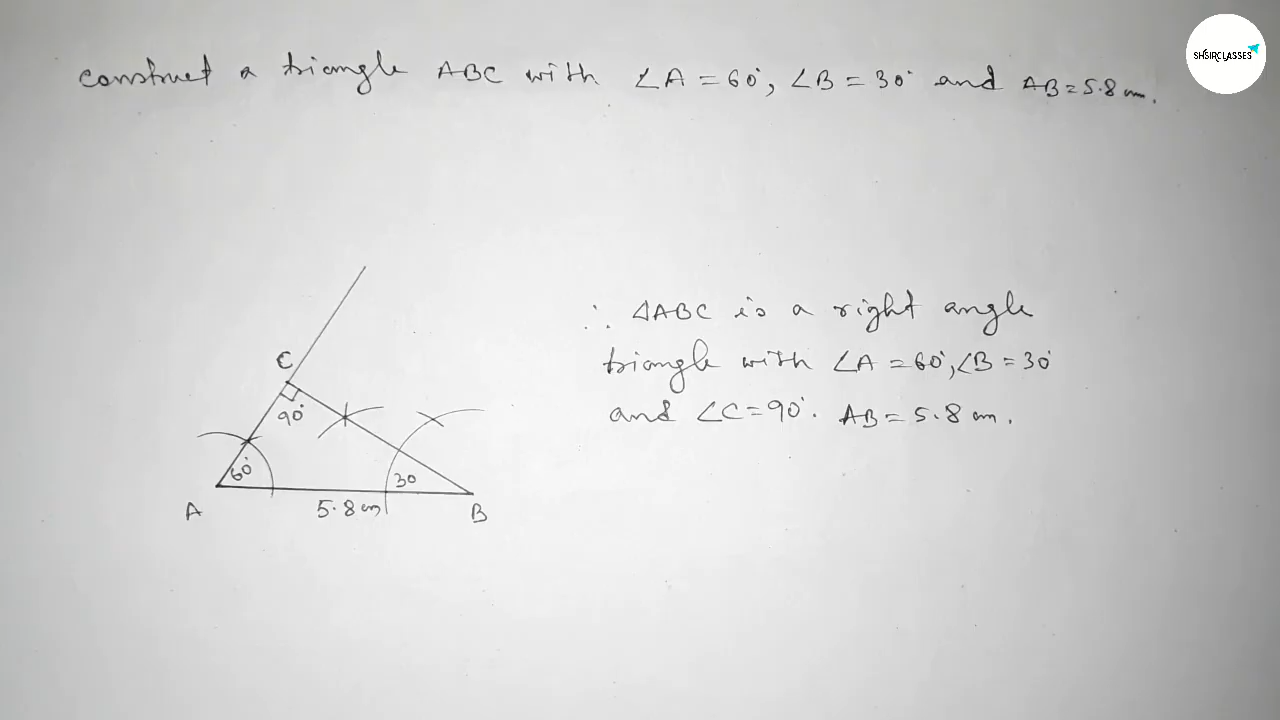 SHSIRCLASSES
construct a triangle ABC with ∠A = 60°, ∠B = 30° and AB = 5.8 cm.
∴ △ABC is a right angle
triangle with ∠A = 60°, ∠B = 30°
and ∠C = 90°. AB = 5.8 cm.
C
90°
60°
30
A
5.8 cm
B